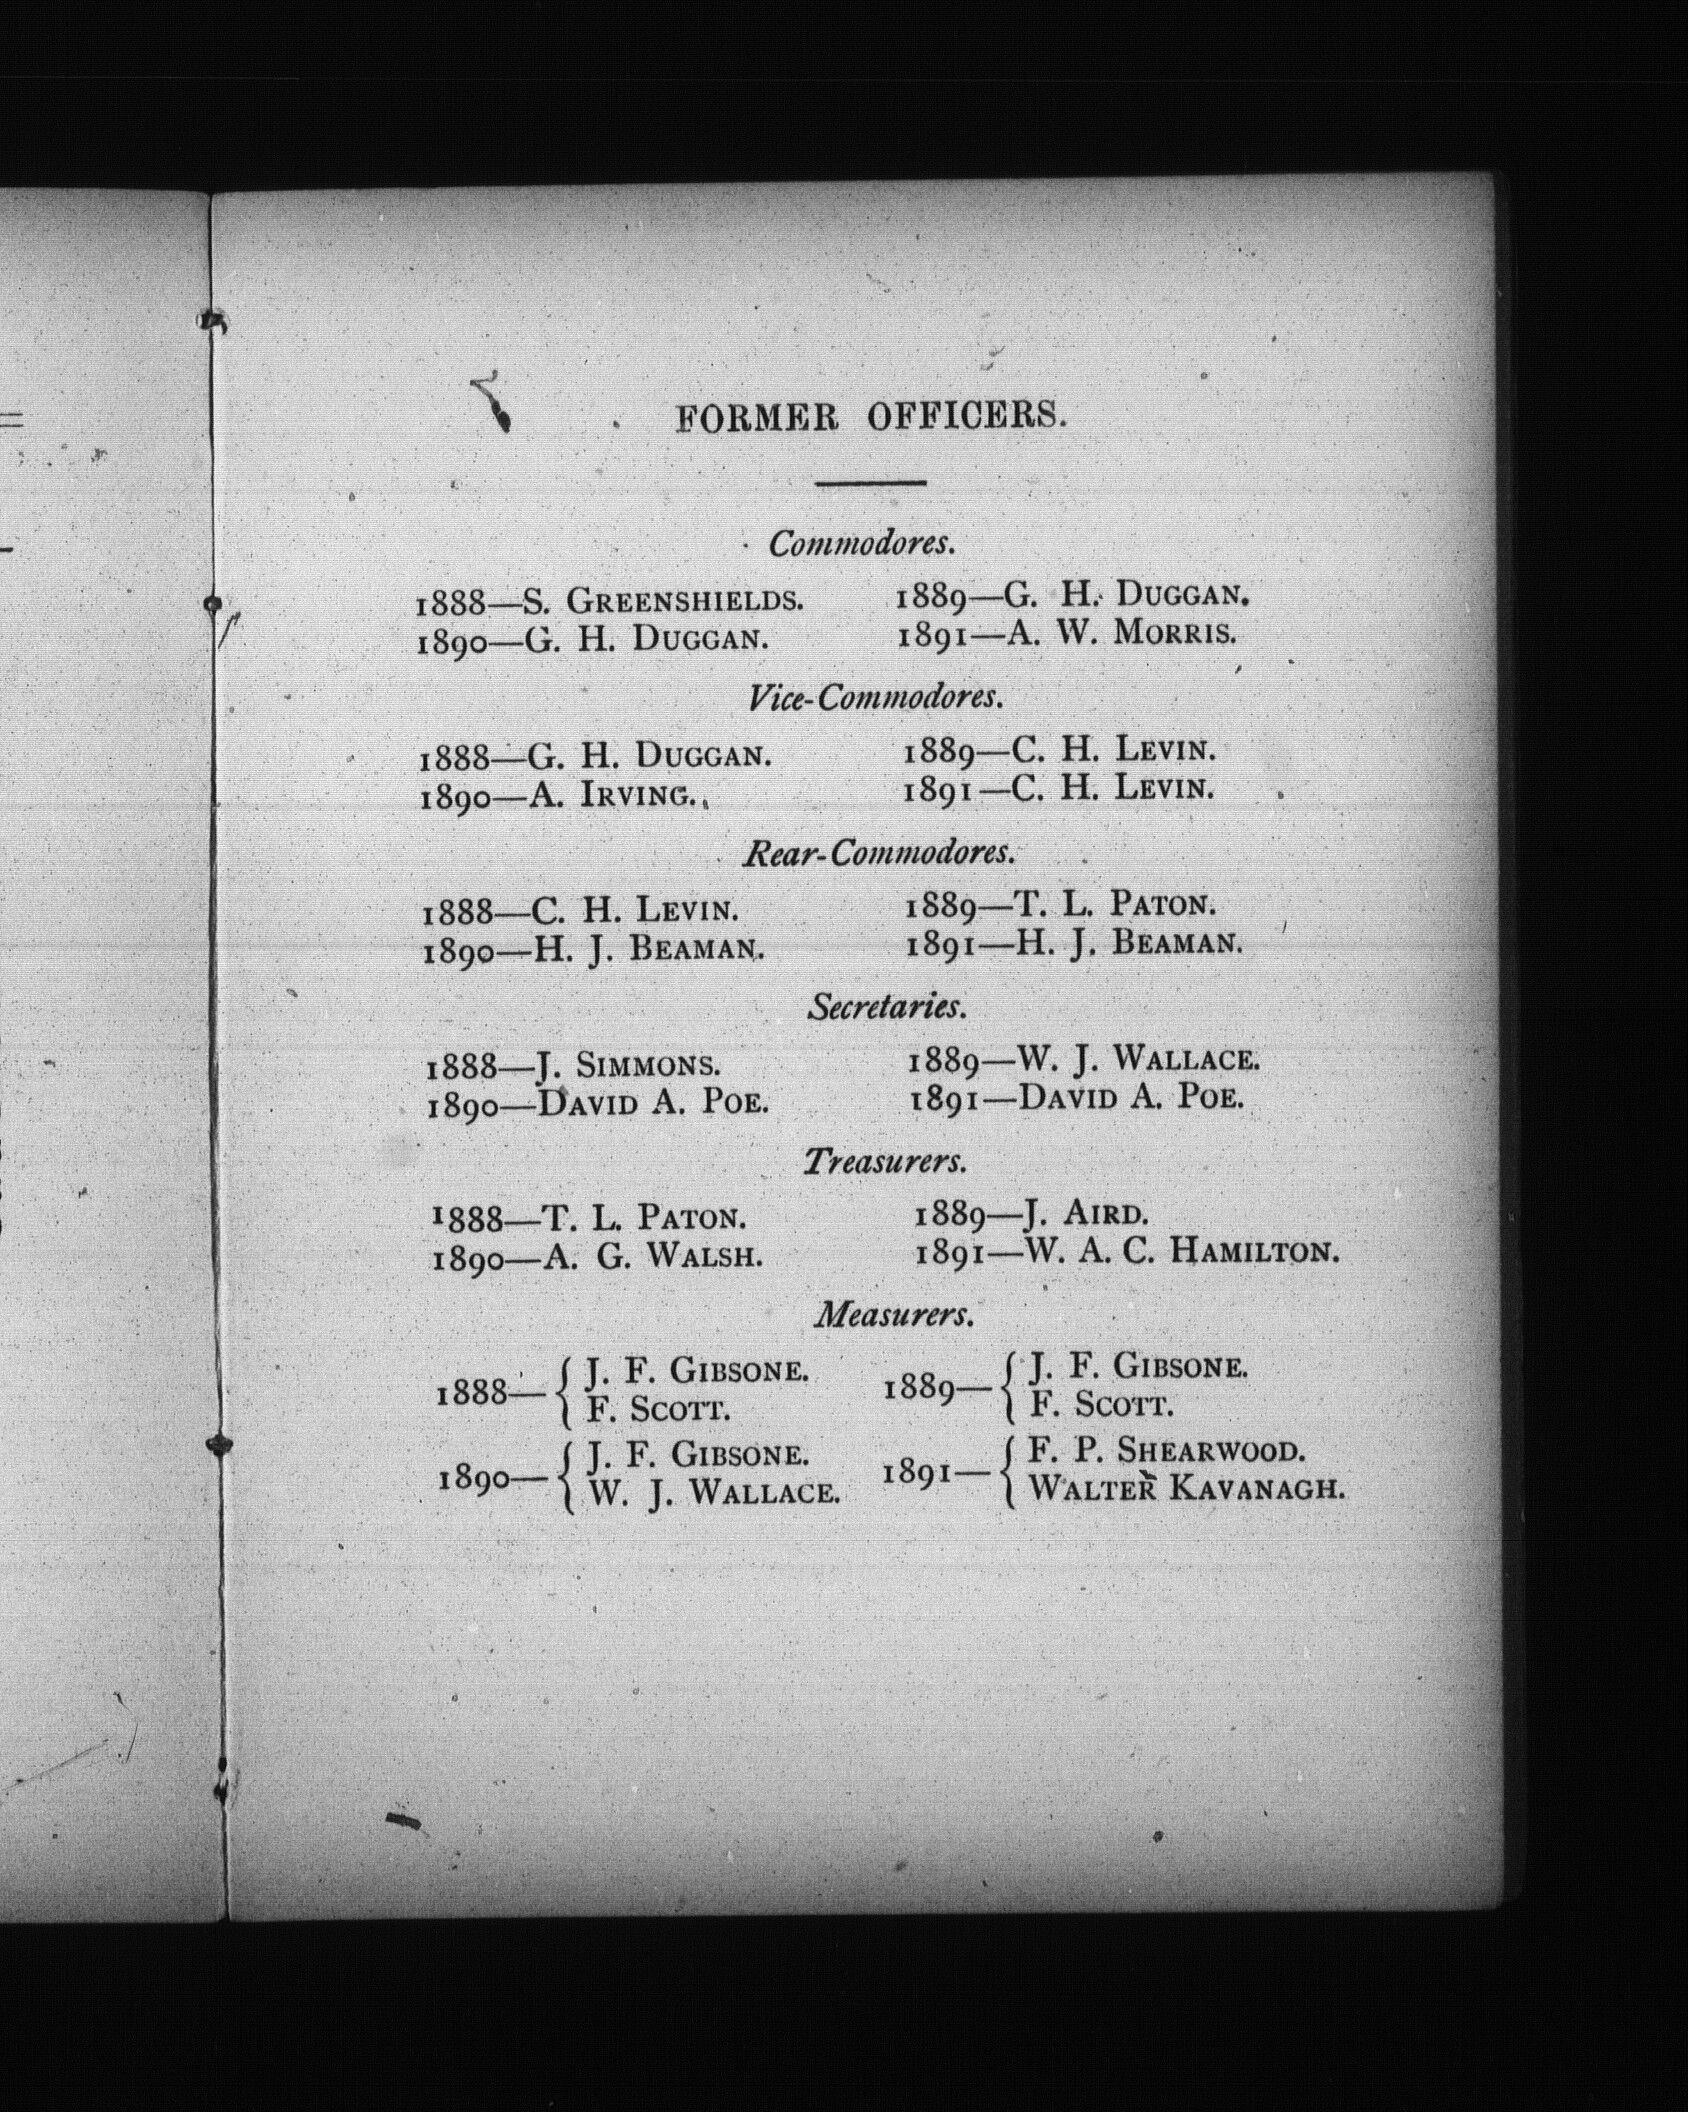 FORMER OFFICERS.
Commodores.
1888—S. GREENSHIELDS. 1889—G. H. DUGGAN.
1890—G. H. DUGGAN. 1891—A. W. MORRIS.
Vice-Commodores.
1888—G. H. DUGGAN. 1889—C. H. LEVIN.
1890—A. IRVING. 1891—C. H. LEVIN.
Rear-Commodores.
1888—C. H. LEVIN. 1889—T. L. PATON.
1890—H. J. BEAMAN. 1891—H. J. BEAMAN.
Secretaries.
1888—J. SIMMONS. 1889—W. J. WALLACE.
1890—DAVID A. POE. 1891—DAVID A. POE.
Treasurers.
1888—T. L. PATON. 1889—J. AIRD.
1890—A. G. WALSH. 1891—W. A. C. HAMILTON.
Measurers.
1888— { J. F. GIBSONE. 1889— { J. F. GIBSONE.
F. SCOTT. F. SCOTT.
1890— { J. F. GIBSONE. 1891— { F. P. SHEARWOOD.
W. J. WALLACE. WALTER KAVANAGH.